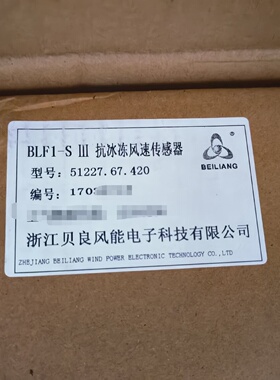 BLF1-S Ⅲ 抗冰冻风速传感器
BEILIANG
型号: 51227.67.420
编号: 170
浙江贝良风能电子科技有限公司
ZHEJIANG BEILIANG WIND POWER ELECTRONIC TECHNOLOGY CO.,LTD